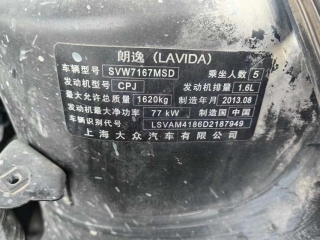 朗逸 (LAVIDA)
车辆型号 SVW7167MSD 乘坐人数 5
发动机型号 CPJ 发动机排量 1.6L
最大允许总质量 1620kg 制造年月 2013.08
发动机最大净功率 77 kW 制造国 中国
车辆识别代号 LSVAM4186D2187949
上海大众汽车有限公司